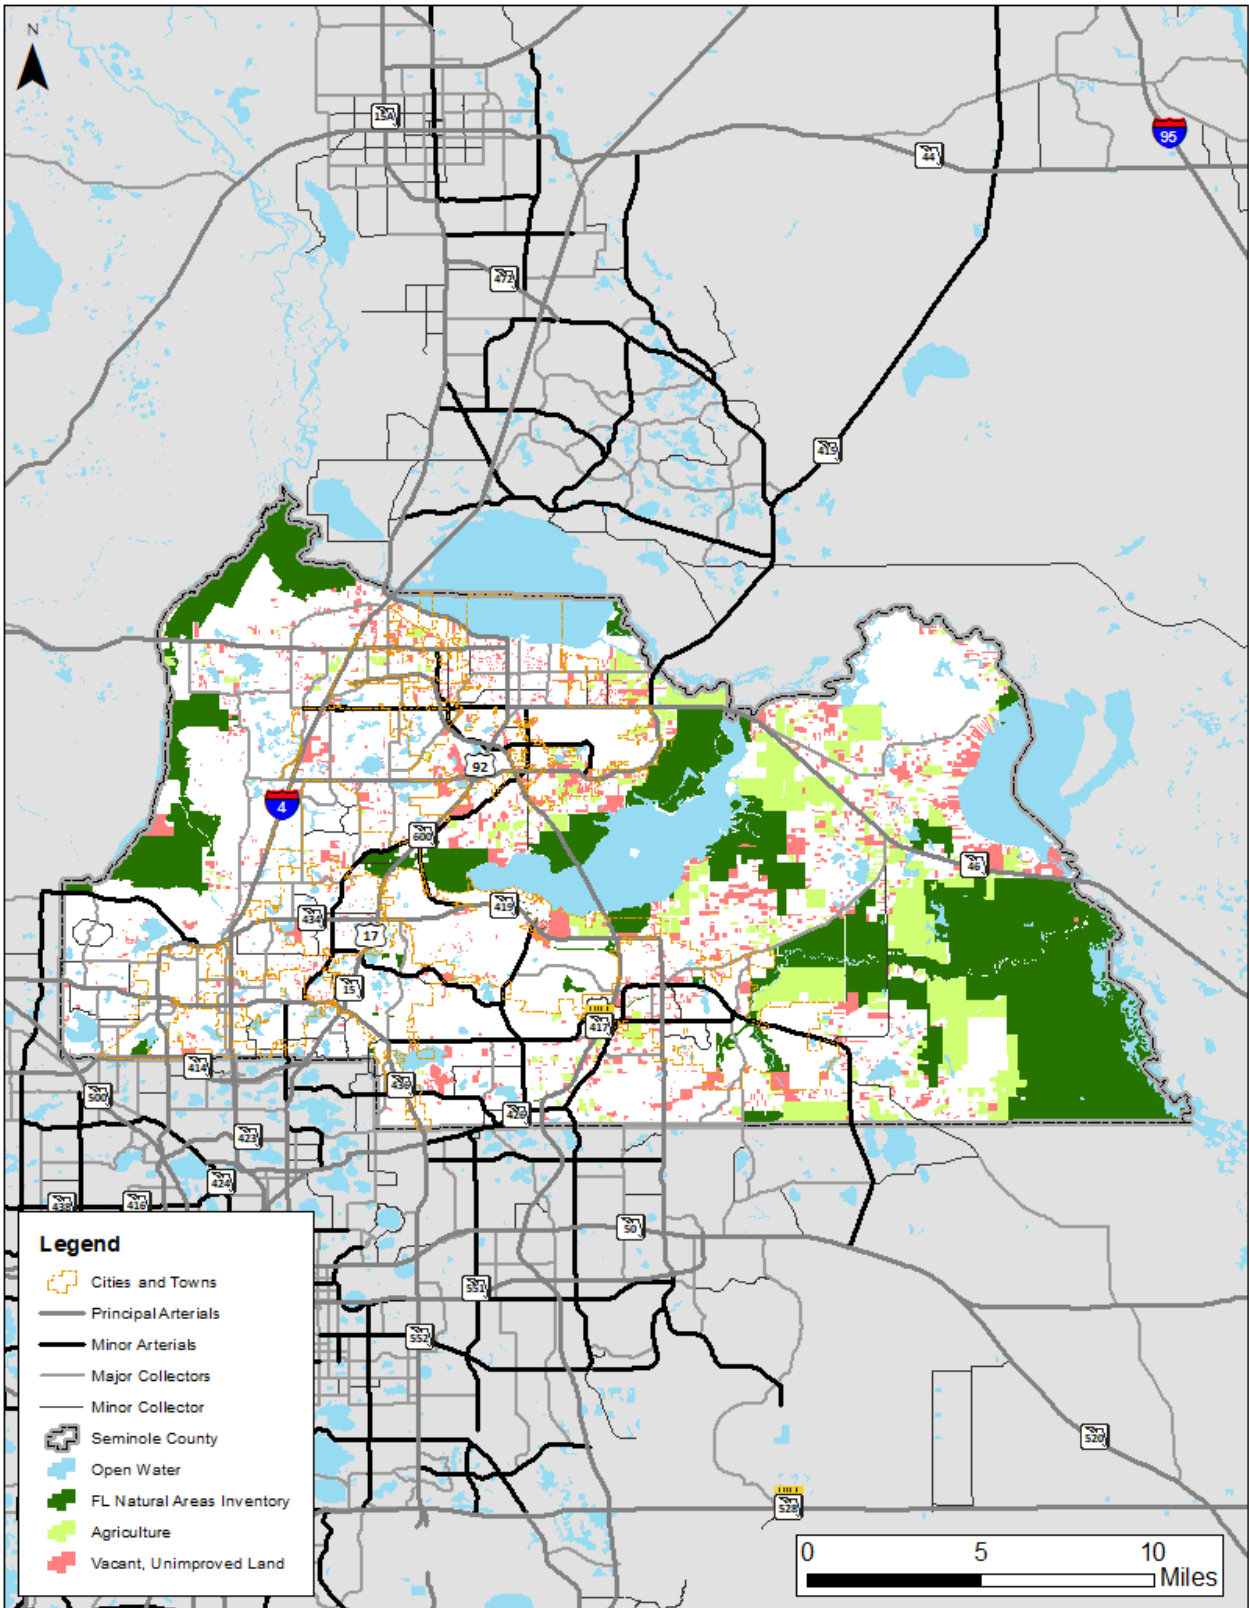 N
15A
95
44
472
415
92
4
600
46
419
434
17
15
TOLL
417
414
436
500
426
423
424
438
416
50
551
552
520
TOLL
528
Legend
Cities and Towns
Principal Arterials
Minor Arterials
Major Collectors
Minor Collector
Seminole County
Open Water
FL Natural Areas Inventory
Agriculture
Vacant, Unimproved Land
0 5 10
Miles